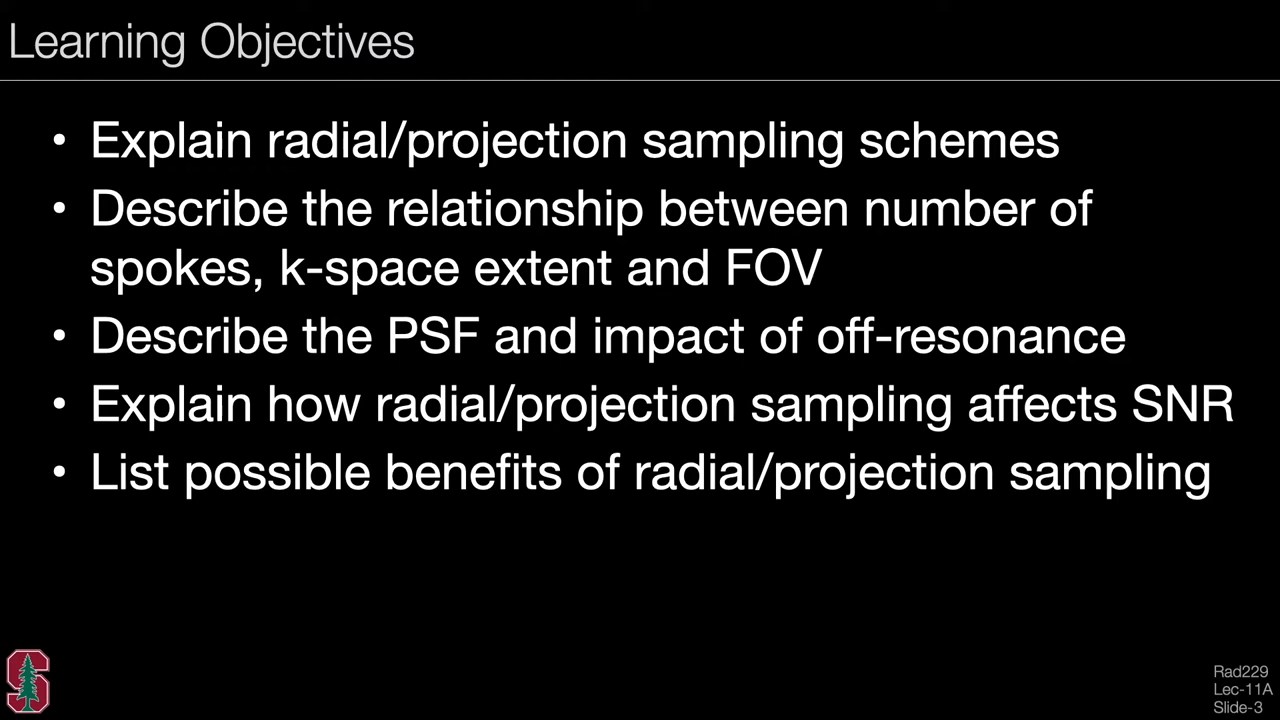 Learning Objectives
• Explain radial/projection sampling schemes
• Describe the relationship between number of
spokes, k-space extent and FOV
• Describe the PSF and impact of off-resonance
• Explain how radial/projection sampling affects SNR
• List possible benefits of radial/projection sampling
S
Rad229
Lec-11A
Slide-3